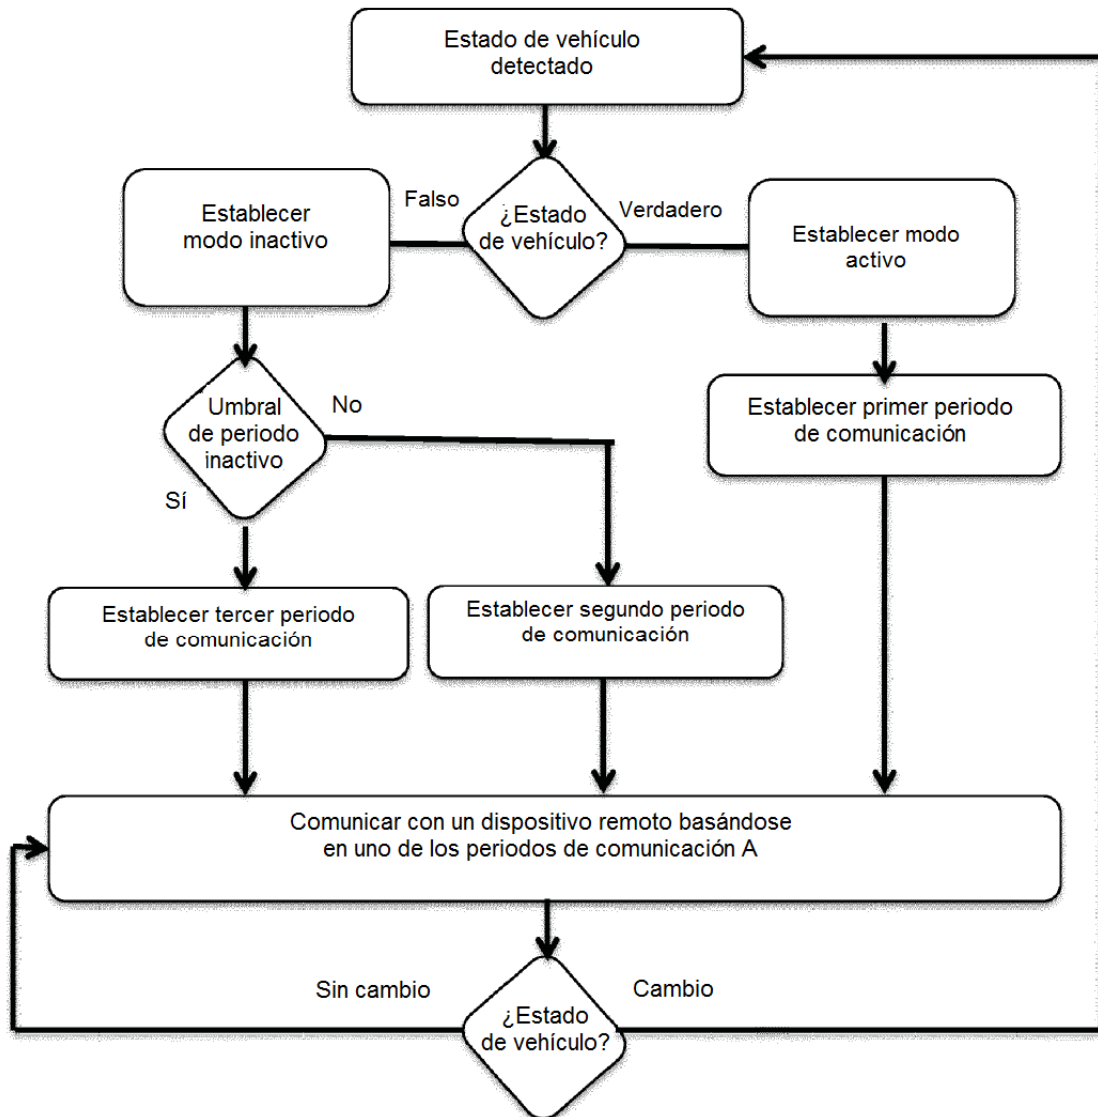 Estado de vehículo
detectado
Falso
¿Estado
de vehículo?
Verdadero
Establecer
modo inactivo
Establecer modo
activo
Umbral
de periodo
inactivo
No
Sí
Establecer primer periodo
de comunicación
Establecer tercer periodo
de comunicación
Establecer segundo periodo
de comunicación
Comunicar con un dispositivo remoto basándose
en uno de los periodos de comunicación A
Sin cambio
¿Estado
de vehículo?
Cambio